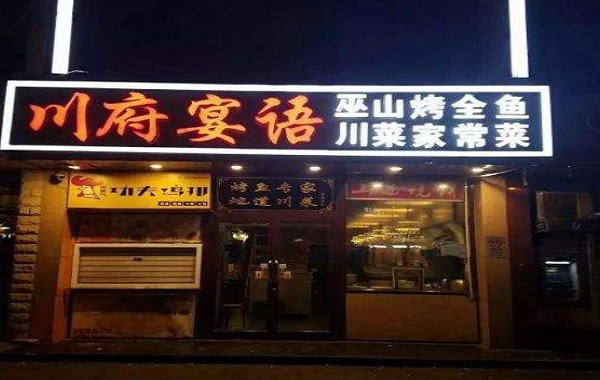 川府宴语
巫山烤全鱼
川菜家常菜
功夫鸡排
烤鱼专家
地道川菜